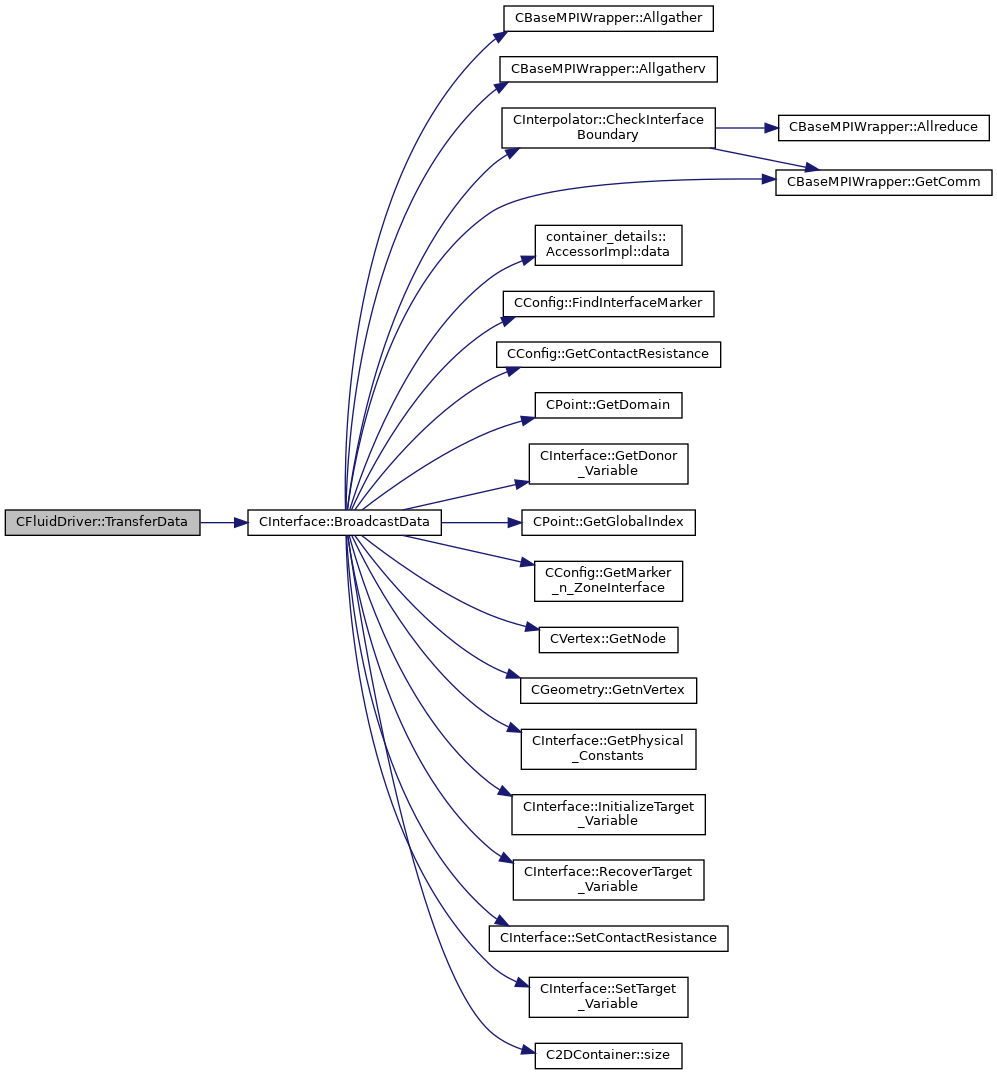 CFluidDriver::TransferData
CInterface::BroadcastData
CBaseMPIWrapper::Allgather
CBaseMPIWrapper::Allgatherv
CInterpolator::CheckInterface
Boundary
CBaseMPIWrapper::Allreduce
CBaseMPIWrapper::GetComm
container_details::
AccessorImpl::data
CConfig::FindInterfaceMarker
CConfig::GetContactResistance
CPoint::GetDomain
CInterface::GetDonor
_Variable
CPoint::GetGlobalIndex
CConfig::GetMarker
_n_ZoneInterface
CVertex::GetNode
CGeometry::GetnVertex
CInterface::GetPhysical
_Constants
CInterface::InitializeTarget
_Variable
CInterface::RecoverTarget
_Variable
CInterface::SetContactResistance
CInterface::SetTarget
_Variable
C2DContainer::size